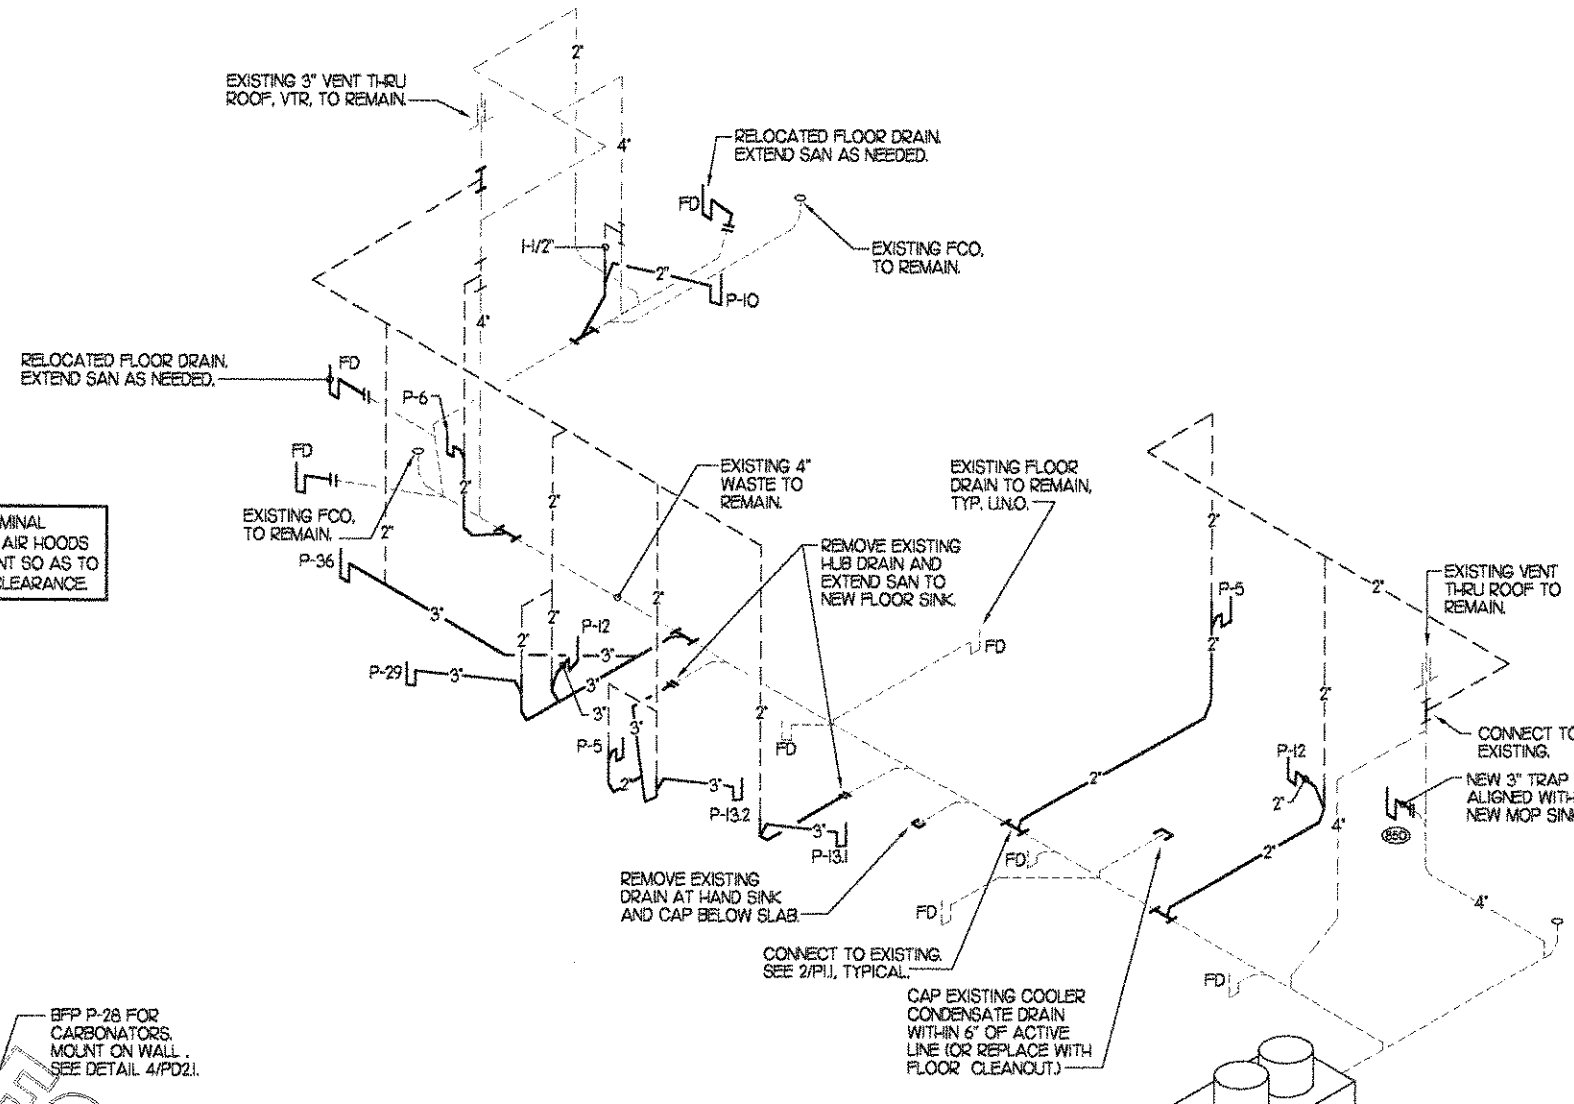 2"
EXISTING 3" VENT THRU
ROOF, VTR, TO REMAIN.
4"
RELOCATED FLOOR DRAIN.
EXTEND SAN AS NEEDED.
FD
1-1/2"
2"
P-10
EXISTING FCO,
TO REMAIN.
4"
RELOCATED FLOOR DRAIN.
EXTEND SAN AS NEEDED.
FD
P-6
FD
2"
EXISTING FCO,
TO REMAIN.
2"
2"
EXISTING 4"
WASTE TO
REMAIN.
EXISTING FLOOR
DRAIN TO REMAIN,
TYP. U.N.O.
2"
MINAL
AIR HOODS
NT SO AS TO
CLEARANCE.
P-36
3"
REMOVE EXISTING
HUB DRAIN AND
EXTEND SAN TO
NEW FLOOR SINK.
2"
2"
2"
P-12
3"
P-29
3"
3"
3"
FD
P-5
2"
EXISTING VENT
THRU ROOF TO
REMAIN.
2"
P-5
2"
3"
3"
P-13.2
2"
FD
3"
P-13.1
2"
2"
P-12
2"
4"
CONNECT TO
EXISTING.
NEW 3" TRAP
ALIGNED WITH
NEW MOP SINK
850
REMOVE EXISTING
DRAIN AT HAND SINK
AND CAP BELOW SLAB.
FD
2"
FD
4"
CONNECT TO EXISTING.
SEE 2/P1.1, TYPICAL.
FD
CAP EXISTING COOLER
CONDENSATE DRAIN
WITHIN 6" OF ACTIVE
LINE (OR REPLACE WITH
FLOOR CLEANOUT.)
BFP P-28 FOR
CARBONATORS.
MOUNT ON WALL.
SEE DETAIL 4/PD2.1.